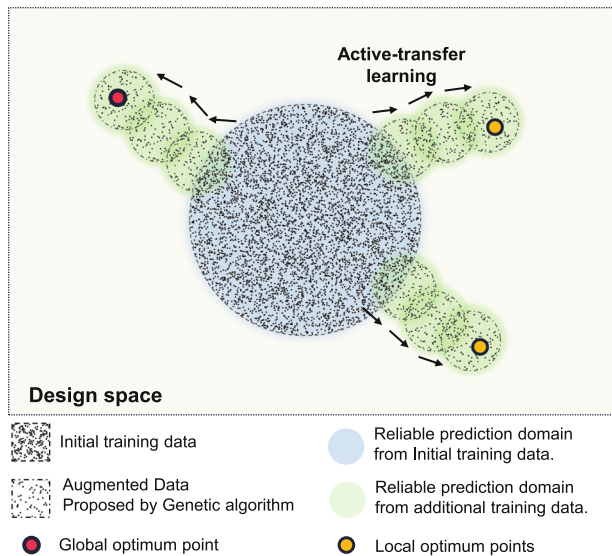 Active-transfer
learning
Design space
Initial training data
Reliable prediction domain
from Initial training data.
Augmented Data
Proposed by Genetic algorithm
Reliable prediction domain
from additional training data.
Global optimum point
Local optimum points